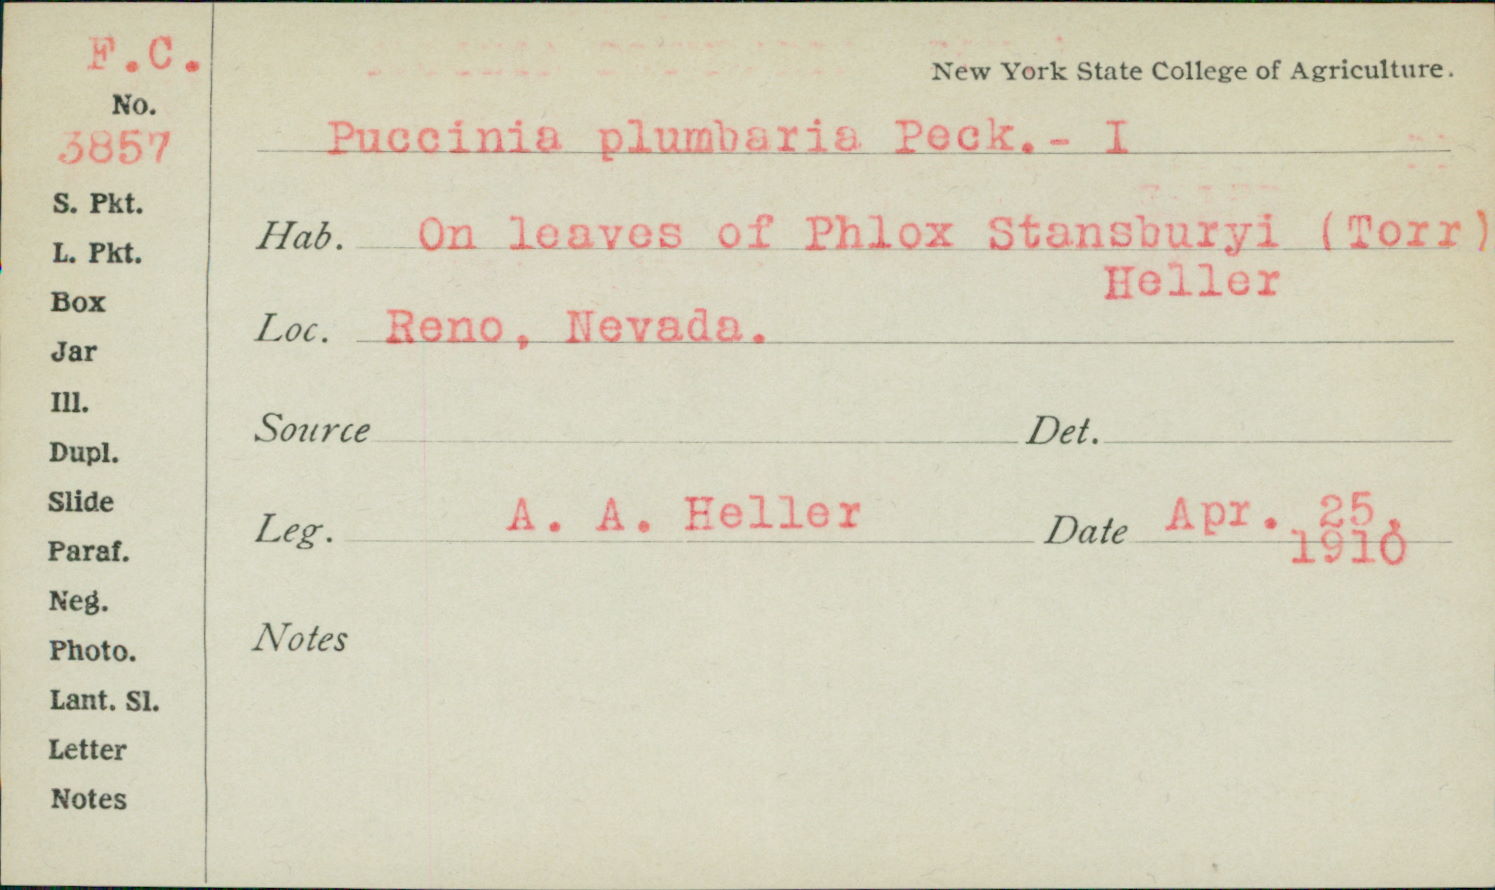 F.C.
New York State College of Agriculture.
No.
3857
Puccinia plumbaria Peck.- I
S. Pkt.
Hab. On leaves of Phlox Stansburyi (Torr)
Heller
L. Pkt.
Box
Loc. Reno, Nevada.
Jar
Ill.
Source Det.
Dupl.
Slide
Leg. A. A. Heller Date Apr. 25,
1910
Paraf.
Neg.
Notes
Photo.
Lant. Sl.
Letter
Notes